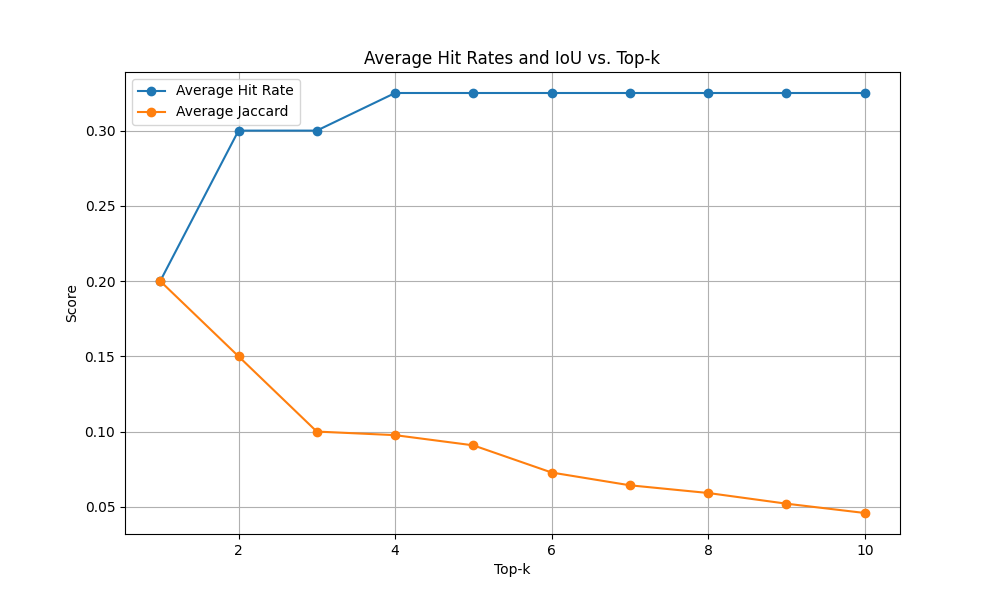 Average Hit Rates and IoU vs. Top-k
Average Hit Rate
Average Jaccard
Score
0.30
0.25
0.20
0.15
0.10
0.05
2 4 6 8 10
Top-k